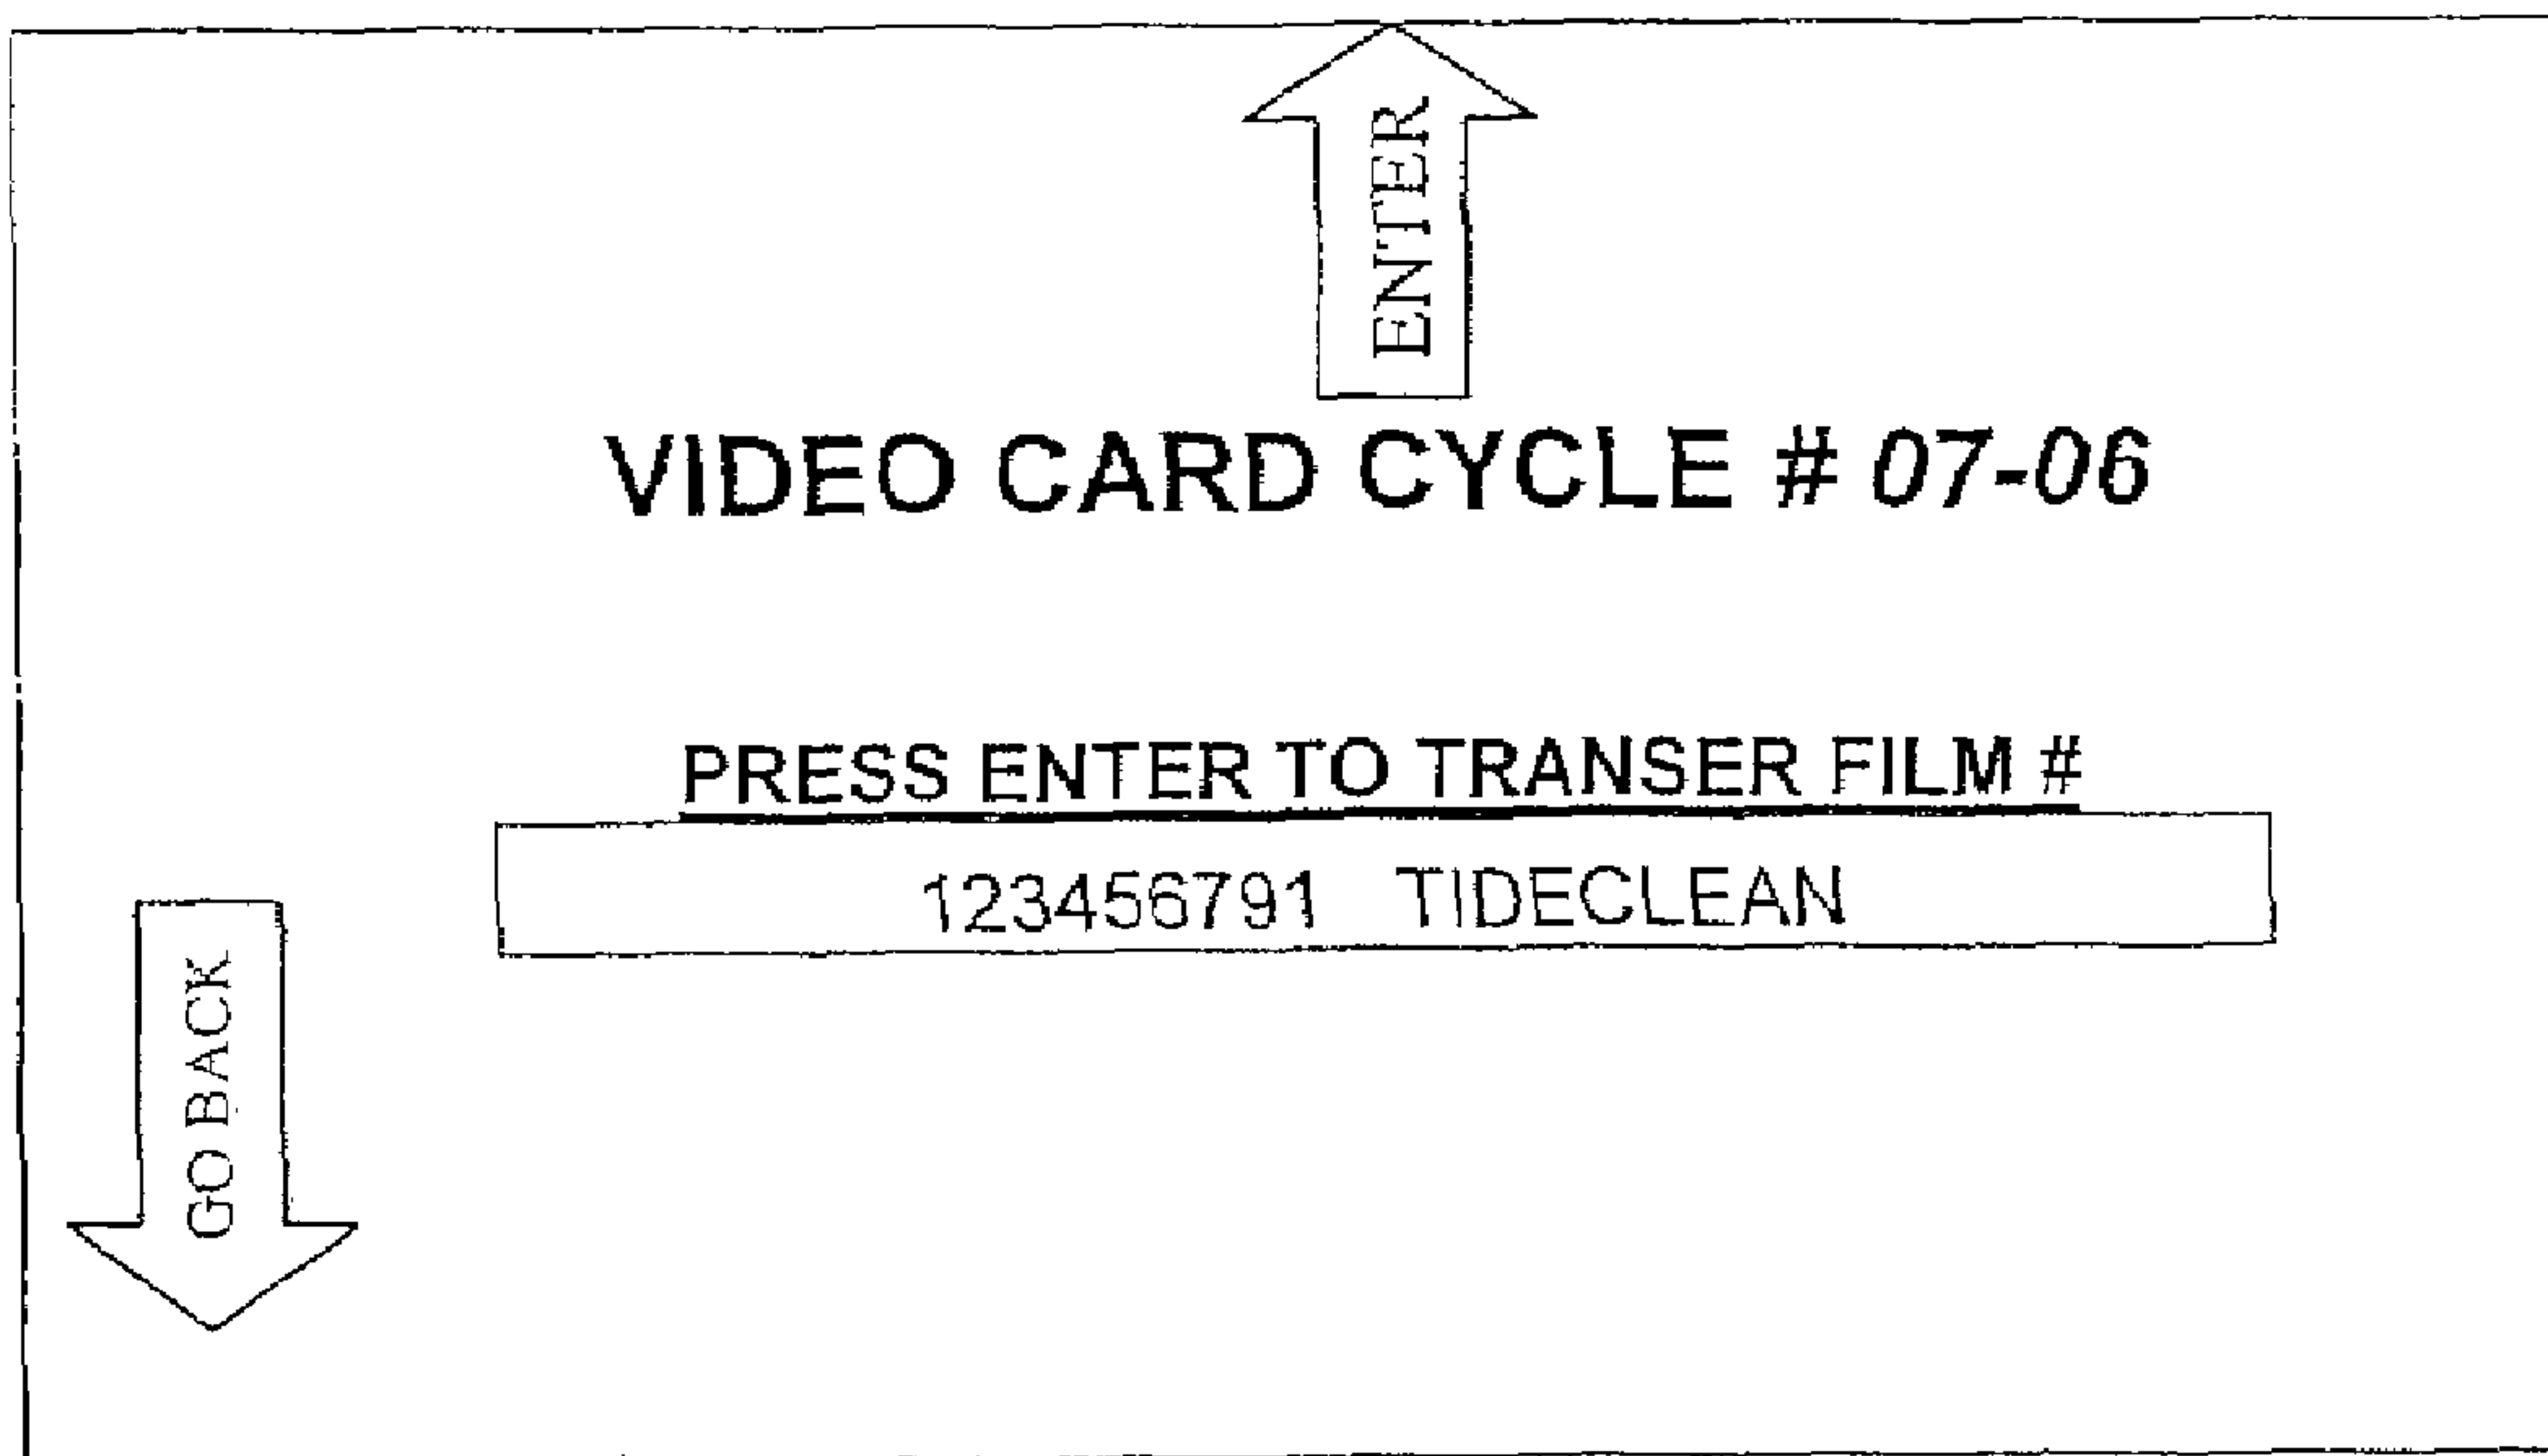 ENTER
VIDEO CARD CYCLE # 07-06
PRESS ENTER TO TRANSER FILM #
123456791 TIDECLEAN
GO BACK